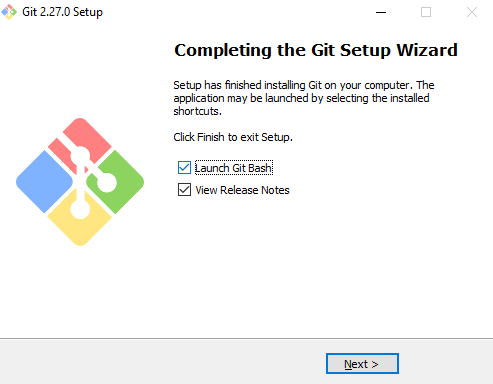 Git 2.27.0 Setup
Completing the Git Setup Wizard
Setup has finished installing Git on your computer. The
application may be launched by selecting the installed
shortcuts.
Click Finish to exit Setup.
Launch Git Bash
View Release Notes
Next >